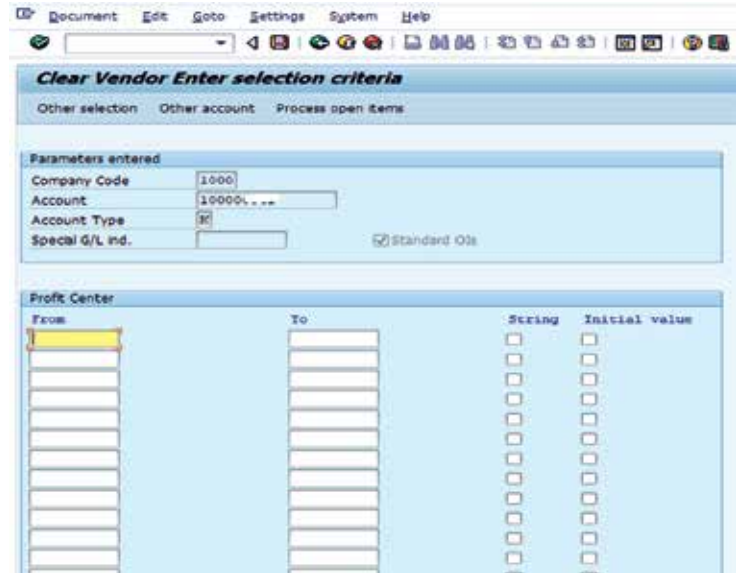 Document Edit Goto Settings System Help
Clear Vendor Enter selection criteria
Other selection Other account Process open items
Parameters entered
Company Code 1000
Account
Account Type K
Special G/L ind. Standard OIs
Profit Center
From To String Initial value